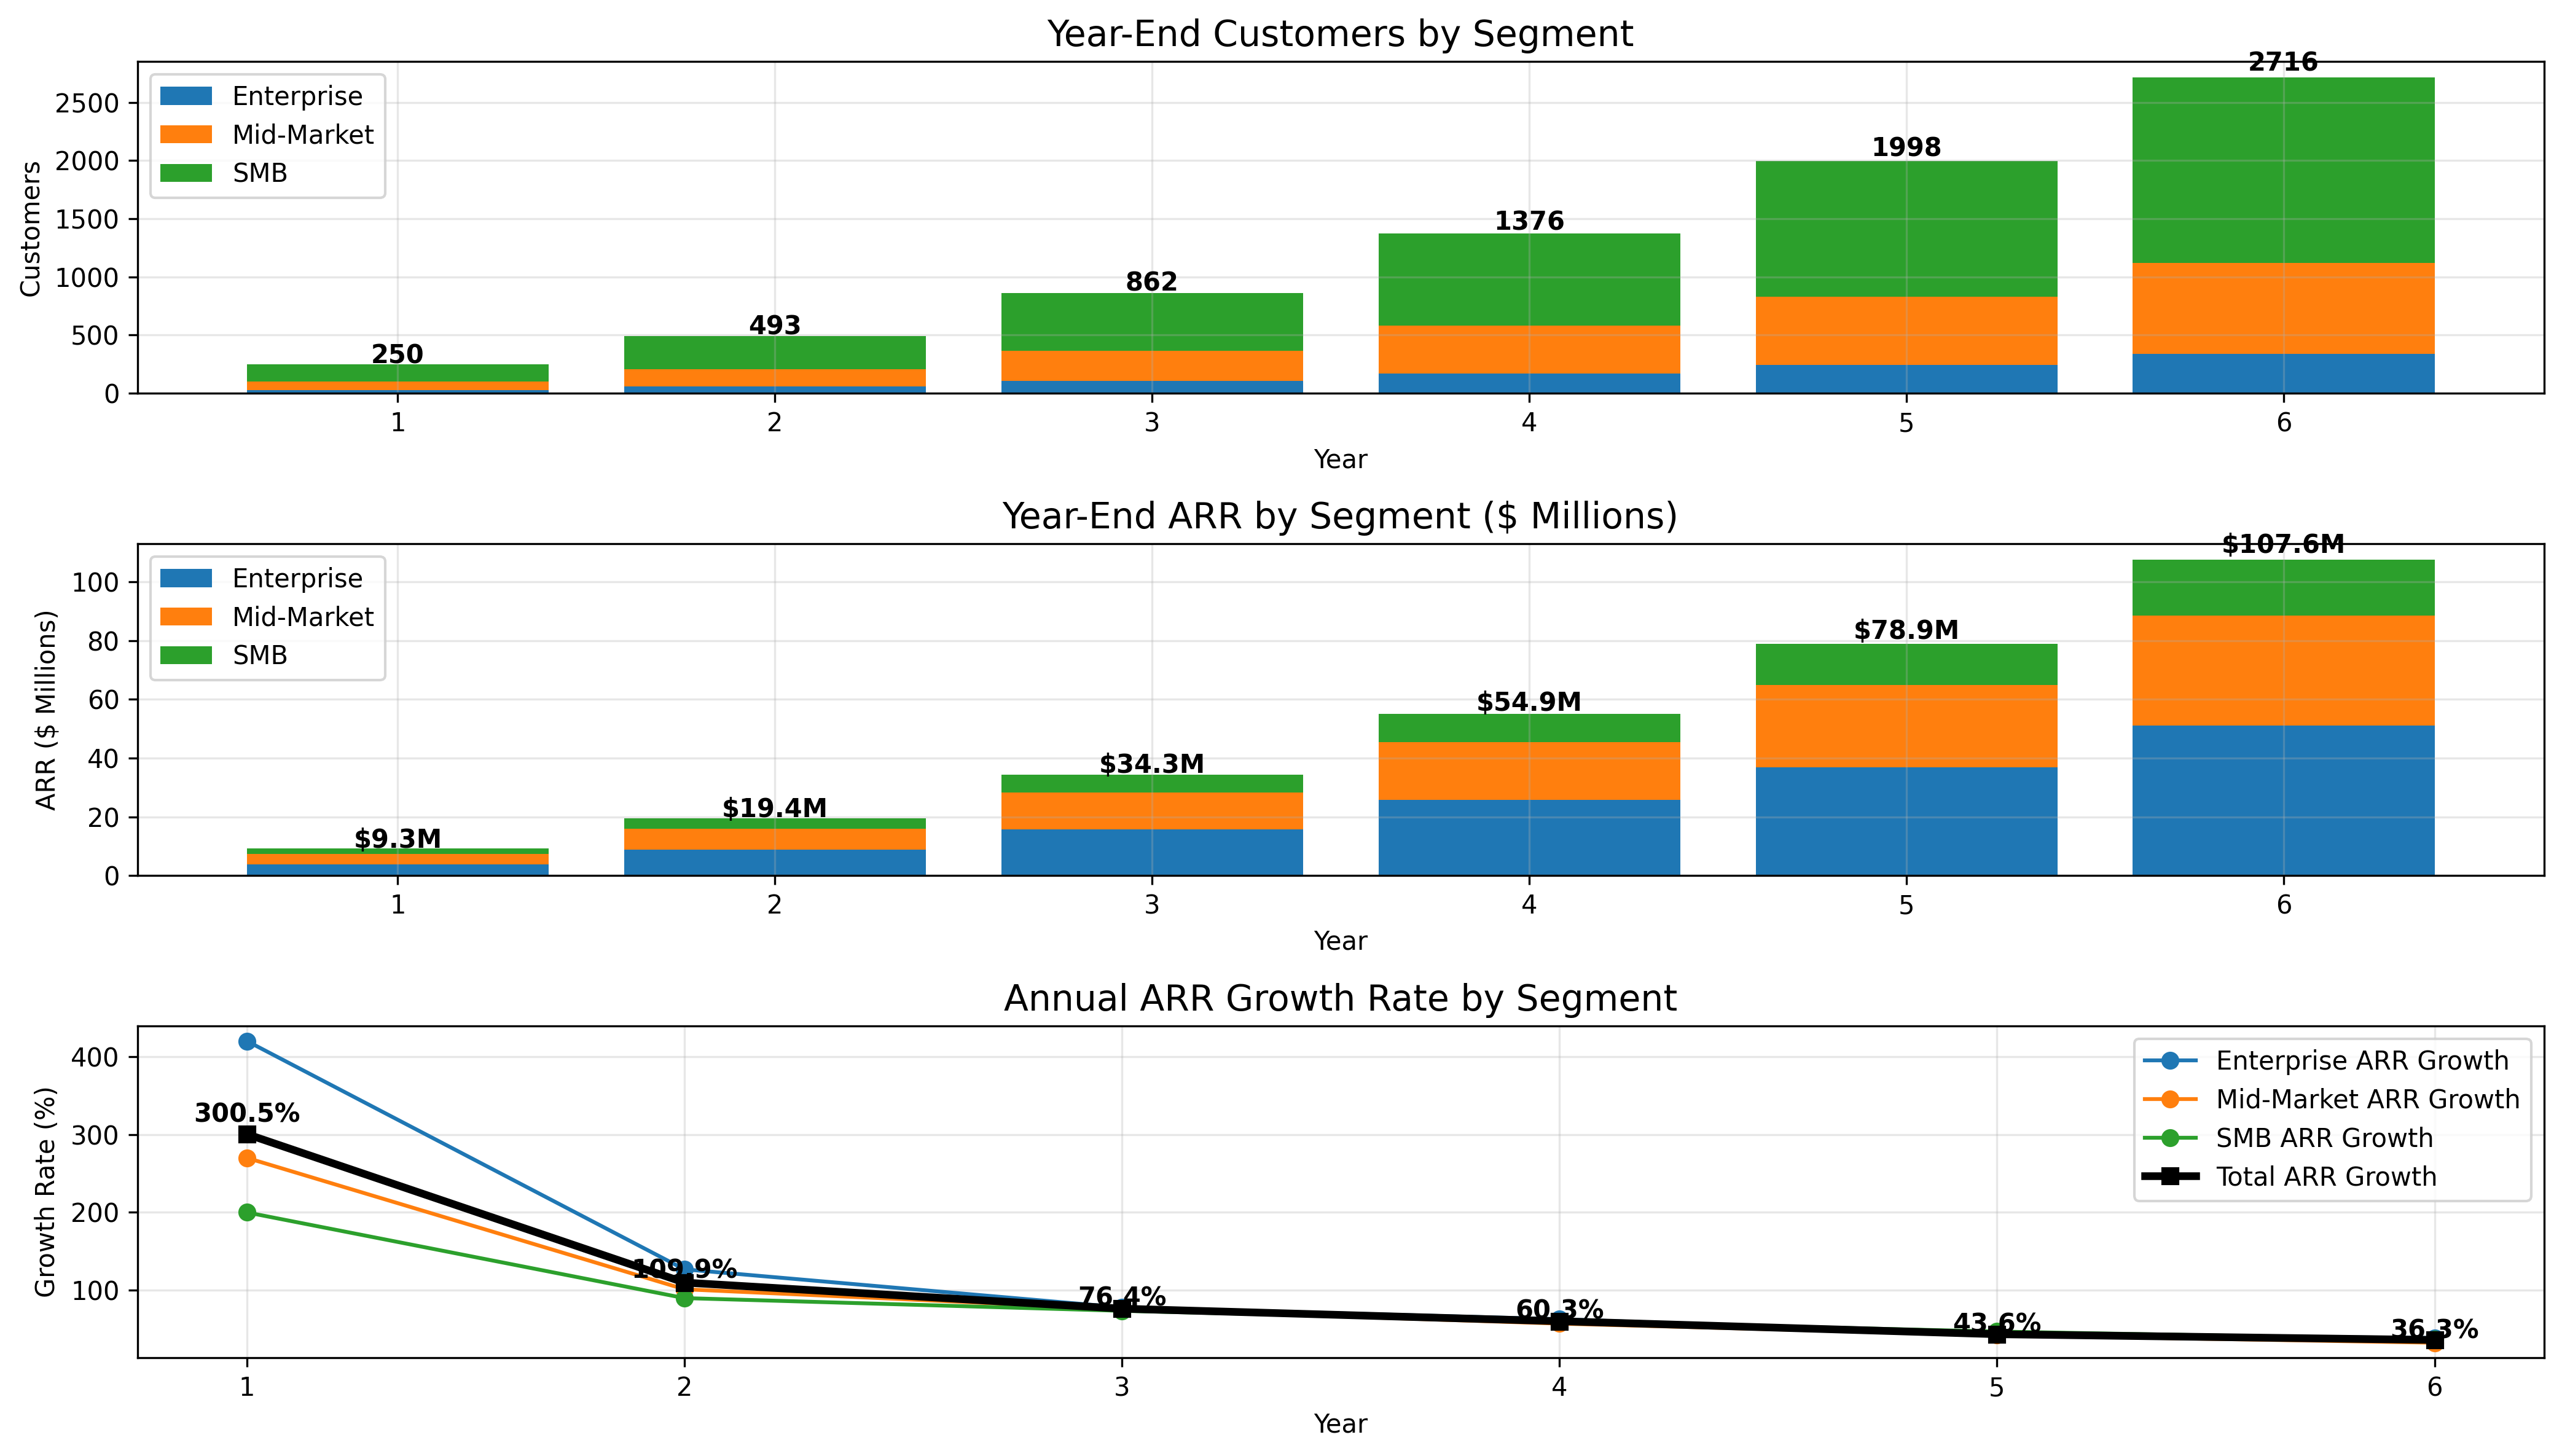 Year-End Customers by Segment
Customers
2500
2000
1500
1000
500
0
Enterprise
Mid-Market
SMB
250
493
862
1376
1998
2716
1 2 3 4 5 6
Year
Year-End ARR by Segment ($ Millions)
ARR ($ Millions)
100
80
60
40
20
0
Enterprise
Mid-Market
SMB
$9.3M
$19.4M
$34.3M
$54.9M
$78.9M
$107.6M
1 2 3 4 5 6
Year
Annual ARR Growth Rate by Segment
Growth Rate (%)
400
300
200
100
Enterprise ARR Growth
Mid-Market ARR Growth
SMB ARR Growth
Total ARR Growth
300.5%
109.9%
76.4%
60.3%
43.6%
36.3%
1 2 3 4 5 6
Year